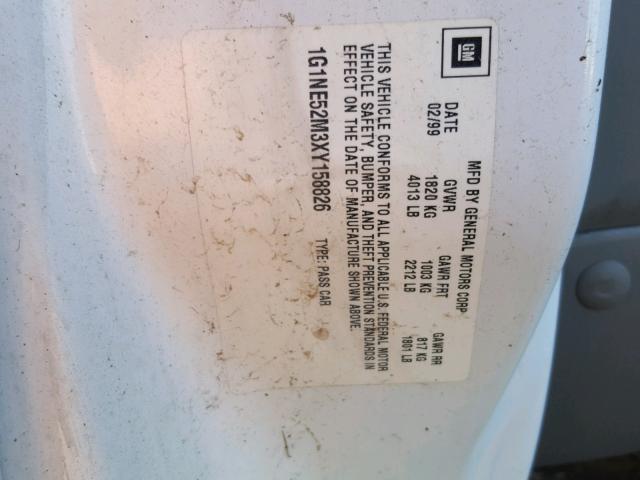 GM
MFD BY GENERAL MOTORS CORP
DATE GVWR GAWR FRT GAWR RR
02/99 1820 KG 1003 KG 817 KG
4013 LB 2212 LB 1801 LB
THIS VEHICLE CONFORMS TO ALL APPLICABLE U.S. FEDERAL MOTOR
VEHICLE SAFETY, BUMPER, AND THEFT PREVENTION STANDARDS IN
EFFECT ON THE DATE OF MANUFACTURE SHOWN ABOVE.
1G1NE52M3XY158826 TYPE: PASS CAR